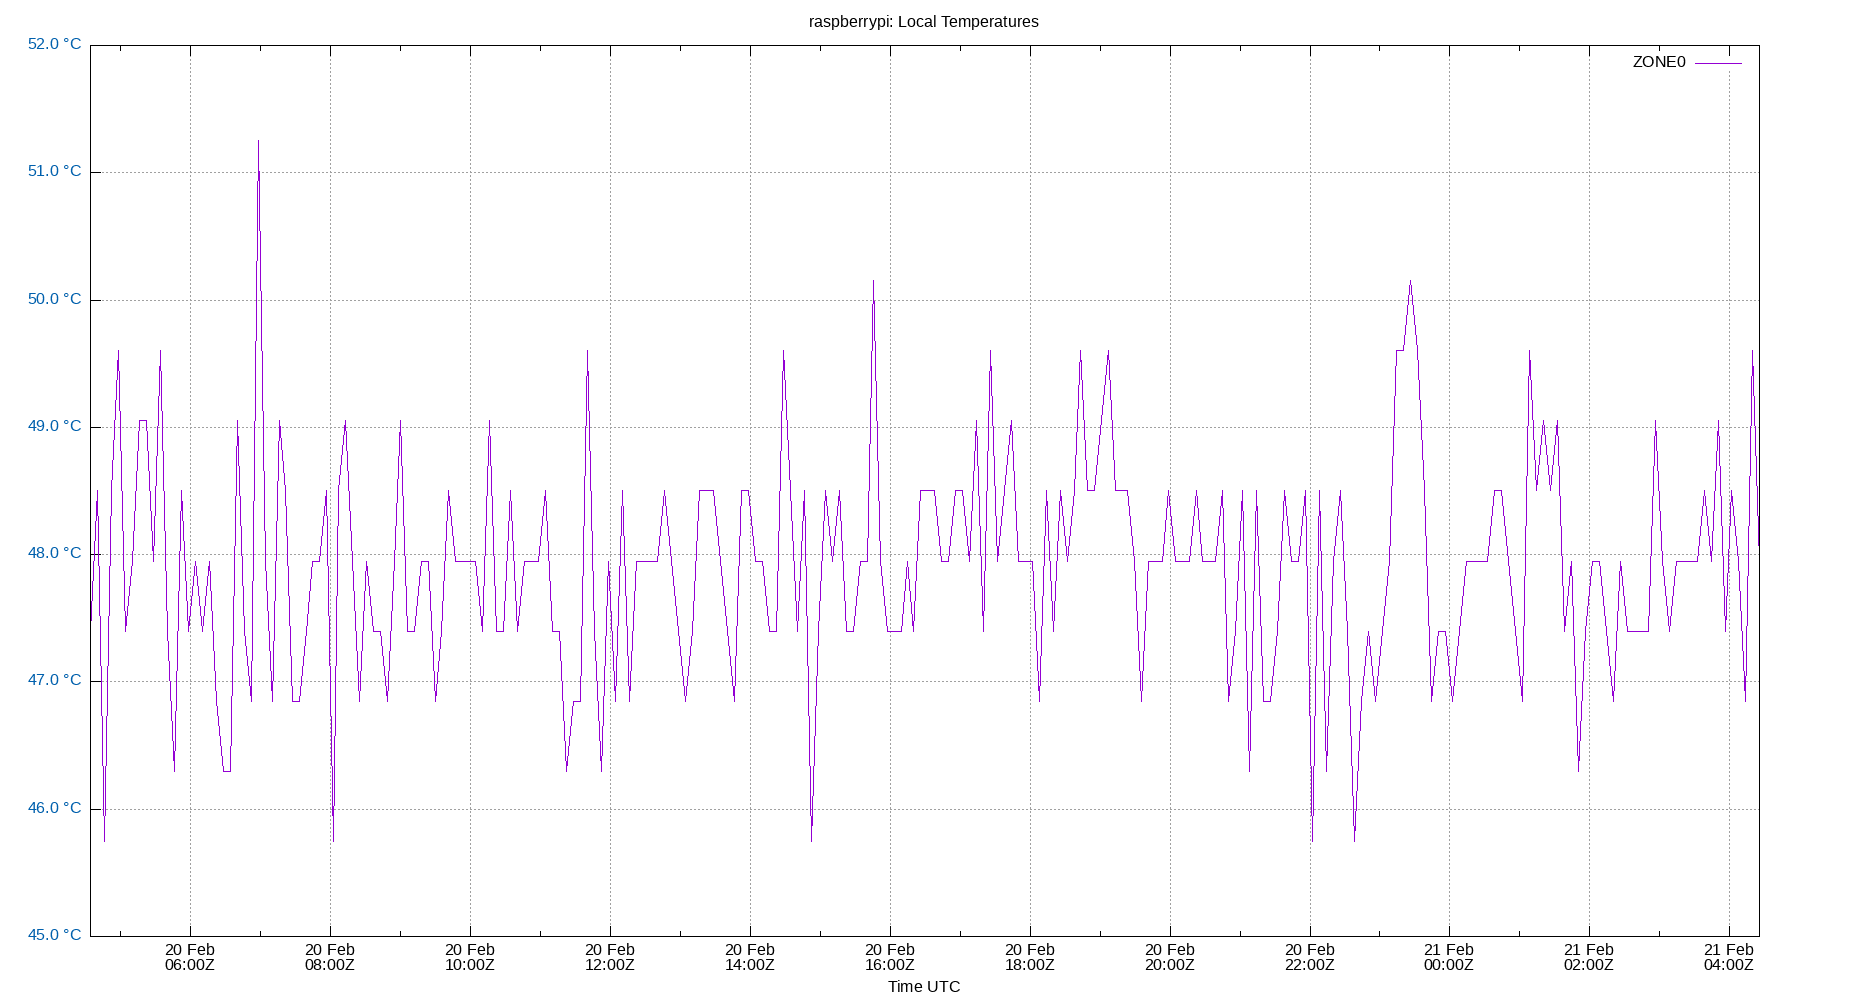 raspberrypi: Local Temperatures
52.0 °C
ZONE0
51.0 °C
50.0 °C
49.0 °C
48.0 °C
47.0 °C
46.0 °C
45.0 °C
20 Feb 20 Feb 20 Feb 20 Feb 20 Feb 20 Feb 20 Feb 20 Feb 20 Feb 21 Feb 21 Feb 21 Feb
06:00Z 08:00Z 10:00Z 12:00Z 14:00Z 16:00Z 18:00Z 20:00Z 22:00Z 00:00Z 02:00Z 04:00Z
Time UTC